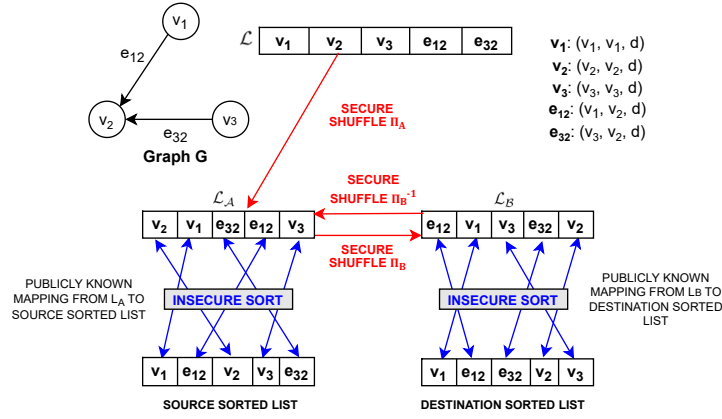 v1
e12
v2
e32
v3
Graph G
ℒ
v1 v2 v3 e12 e32
v1: (v1, v1, d)
v2: (v2, v2, d)
v3: (v3, v3, d)
e12: (v1, v2, d)
e32: (v3, v2, d)
SECURE
SHUFFLE ΠA
ℒ𝒜
v2 v1 e32 e12 v3
SECURE
SHUFFLE ΠB-1
SECURE
SHUFFLE ΠB
ℒℬ
e12 v1 v3 e32 v2
PUBLICLY KNOWN
MAPPING FROM LA TO
SOURCE SORTED LIST
INSECURE SORT
INSECURE SORT
PUBLICLY KNOWN
MAPPING FROM LB TO
DESTINATION SORTED
LIST
v1 e12 v2 v3 e32
SOURCE SORTED LIST
v1 e12 e32 v2 v3
DESTINATION SORTED LIST